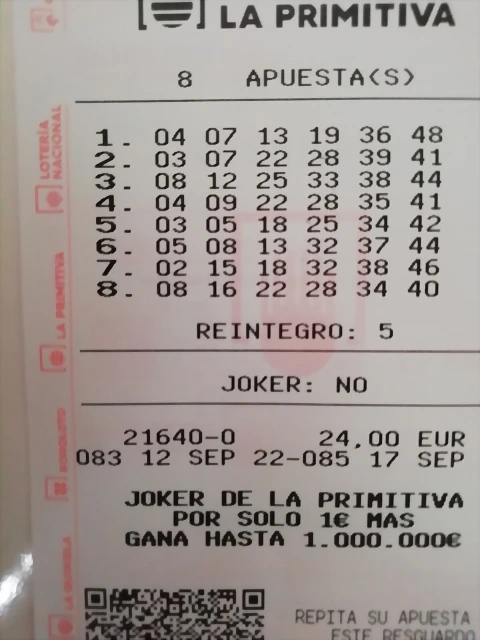 LA PRIMITIVA
8 APUESTA(S)
1. 04 07 13 19 36 48
2. 03 07 22 28 39 41
3. 08 12 25 33 38 44
4. 04 09 22 28 35 41
5. 03 05 18 25 34 42
6. 05 08 13 32 37 44
7. 02 15 18 32 38 46
8. 08 16 22 28 34 40
REINTEGRO: 5
JOKER: NO
21640-0 24,00 EUR
083 12 SEP 22-085 17 SEP
JOKER DE LA PRIMITIVA
POR SOLO 1€ MAS
GANA HASTA 1.000.000€
REPITA SU APUESTA
ESTE RESGUARDO
LOTERÍA
NACIONAL
LA PRIMITIVA
EUROMILLONES
LA QUINIELA